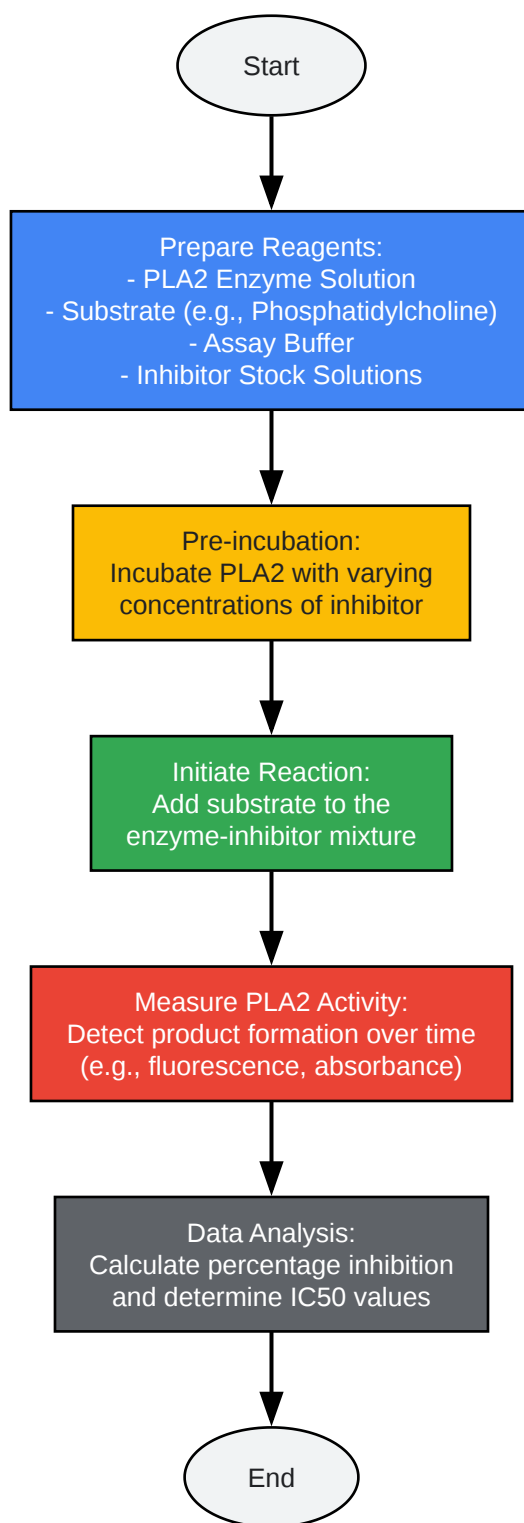 Start
Prepare Reagents:
- PLA2 Enzyme Solution
- Substrate (e.g., Phosphatidylcholine)
- Assay Buffer
- Inhibitor Stock Solutions
Pre-incubation:
Incubate PLA2 with varying
concentrations of inhibitor
Initiate Reaction:
Add substrate to the
enzyme-inhibitor mixture
Measure PLA2 Activity:
Detect product formation over time
(e.g., fluorescence, absorbance)
Data Analysis:
Calculate percentage inhibition
and determine IC50 values
End